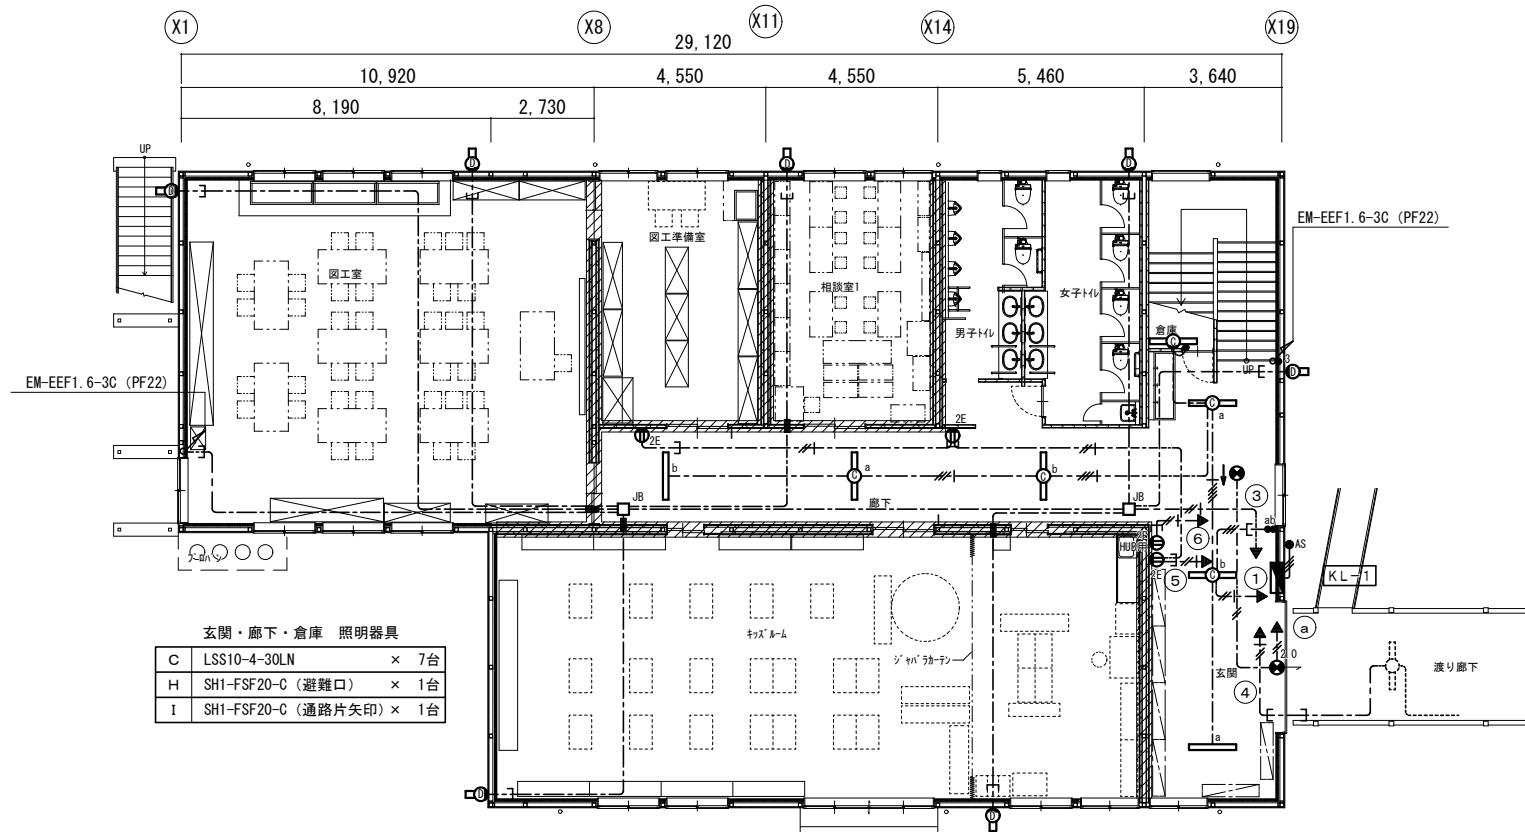 X1
X8
X11
X14
X19
29,120
10,920
4,550
4,550
5,460
3,640
8,190
2,730
UP
D
D
D
D
EM-EEF1.6-3C (PF22)
図工準備室
図工室
相談室1
女子トイレ
男子トイレ
倉庫
C
3
UP
D
EM-EEF1.6-3C (PF22)
C
a
2E
2E
b
C
a
C
b
廊下
JB
JB
3
ab
AS
6
HUB
2E
5
C
b
1
KL-1
a
キッズルーム
ジャバラカーテン
20
玄関
4
渡り廊下
a
玄関・廊下・倉庫 照明器具
C LSS10-4-30LN × 7台
H SH1-FSF20-C (避難口) × 1台
I SH1-FSF20-C (通路片矢印) × 1台
D
D